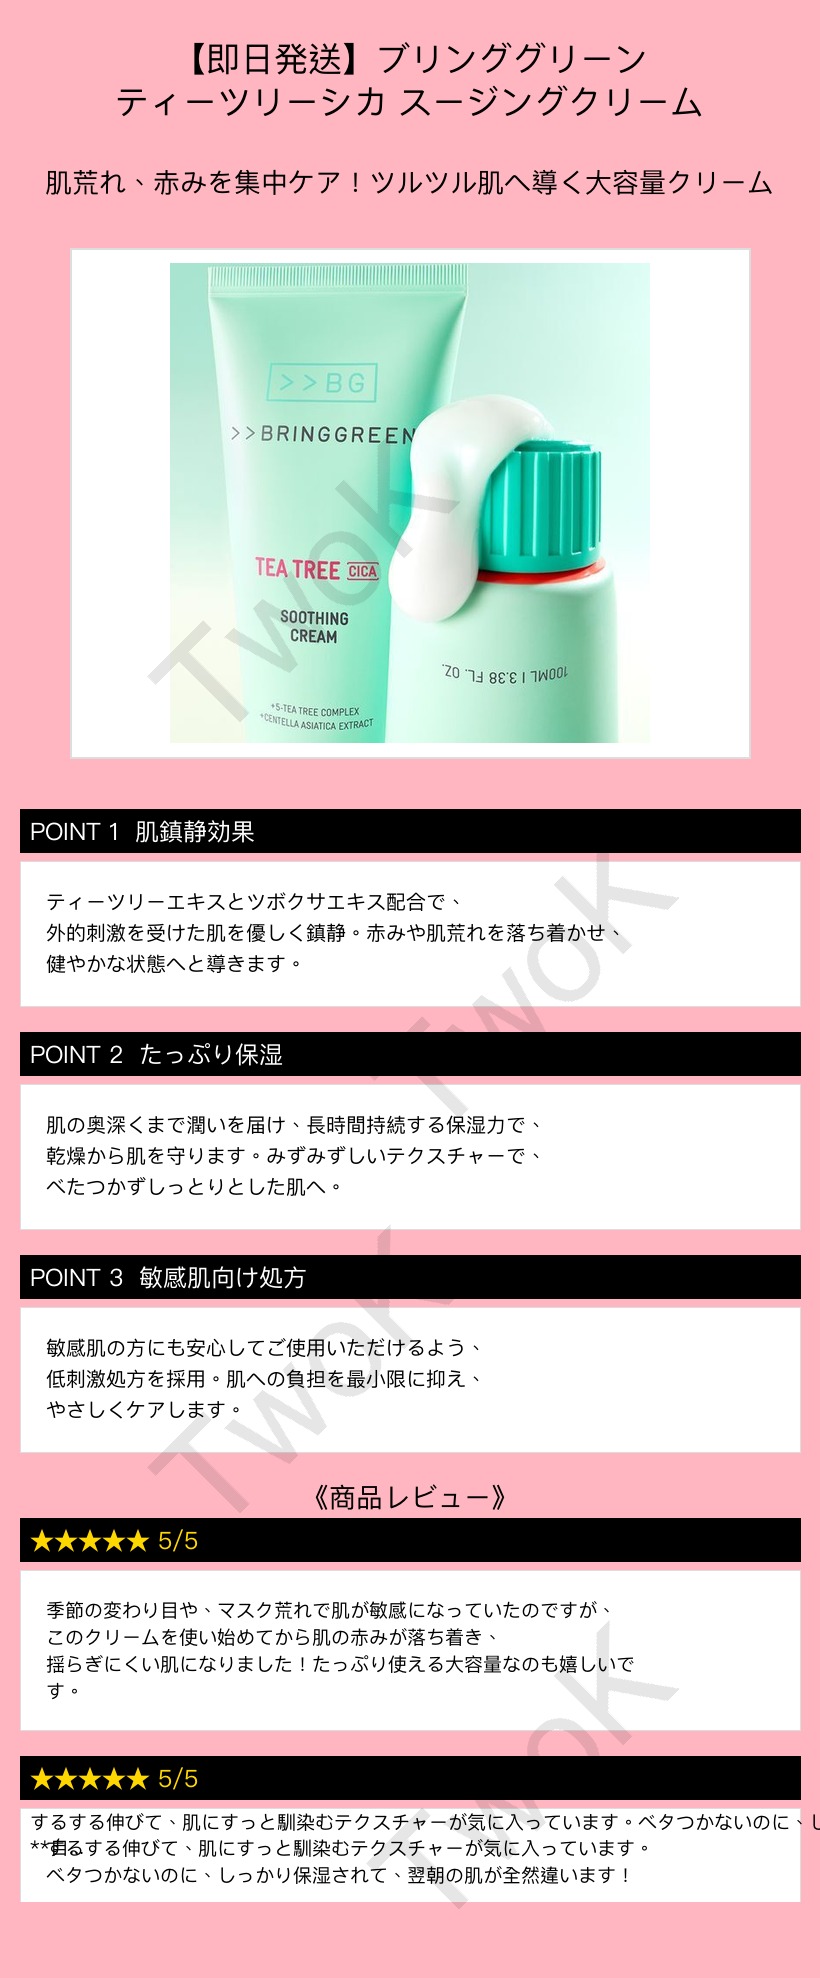 【即日発送】ブリンググリーン
ティーツリーシカ スージングクリーム
肌荒れ、赤みを集中ケア！ツルツル肌へ導く大容量クリーム
>>BG
>>BRINGGREEN
TEA TREE CICA
SOOTHING
CREAM
+5-TEA TREE COMPLEX
+CENTELLA ASIATICA EXTRACT
100ML | 3.38 FL. OZ.
TwoK
POINT 1 肌鎮静効果
ティーツリーエキスとツボクサエキス配合で、
外的刺激を受けた肌を優しく鎮静。赤みや肌荒れを落ち着かせ、
健やかな状態へと導きます。
TwoK
POINT 2 たっぷり保湿
肌の奥深くまで潤いを届け、長時間持続する保湿力で、
乾燥から肌を守ります。みずみずしいテクスチャーで、
べたつかずしっとりとした肌へ。
POINT 3 敏感肌向け処方
敏感肌の方にも安心してご使用いただけるよう、
低刺激処方を採用。肌への負担を最小限に抑え、
やさしくケアします。
TwoK
《商品レビュー》
★★★★★ 5/5
季節の変わり目や、マスク荒れで肌が敏感になっていたのですが、
このクリームを使い始めてから肌の赤みが落ち着き、
揺らぎにくい肌になりました！たっぷり使える大容量なのも嬉しいで
す。
TwoK
★★★★★ 5/5
するする伸びて、肌にすっと馴染むテクスチャーが気に入っています。ベタつかないのに、し
**
するする伸びて、肌にすっと馴染むテクスチャーが気に入っています。
ベタつかないのに、しっかり保湿されて、翌朝の肌が全然違います！